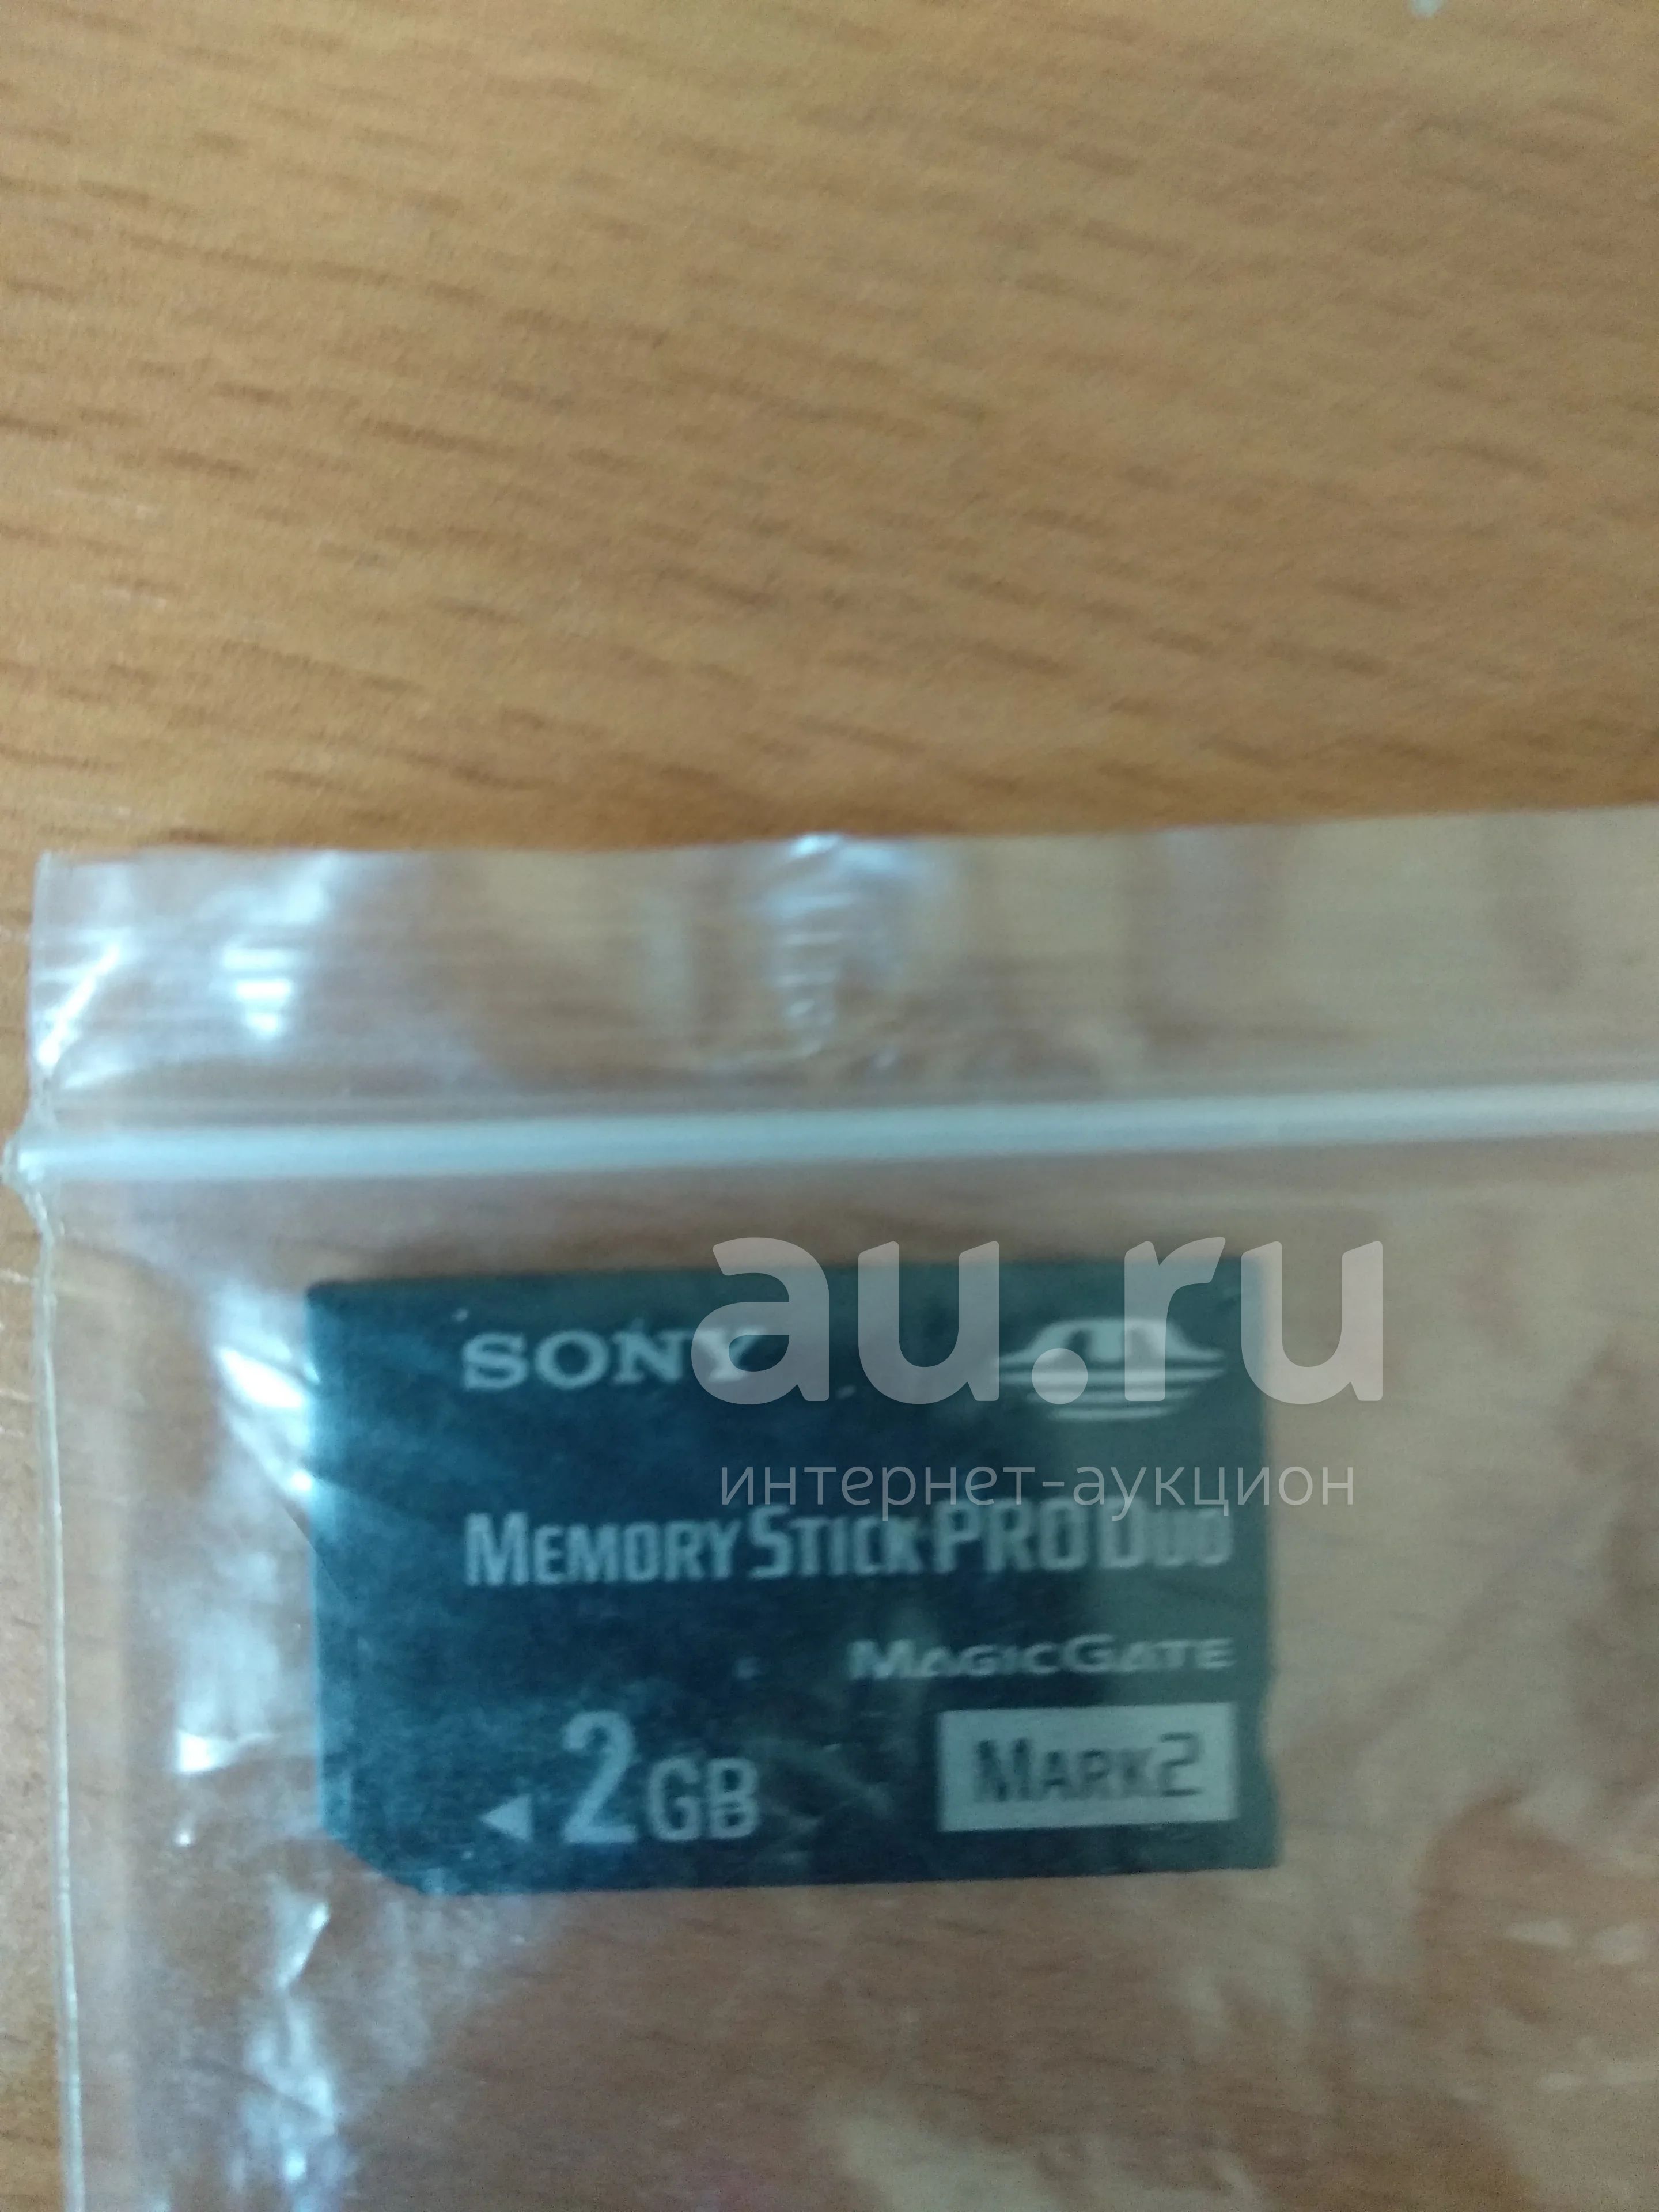 SONY
au.ru
интернет-аукцион
MEMORY STICK PRO DUO
MAGICGATE
2GB
MARK2